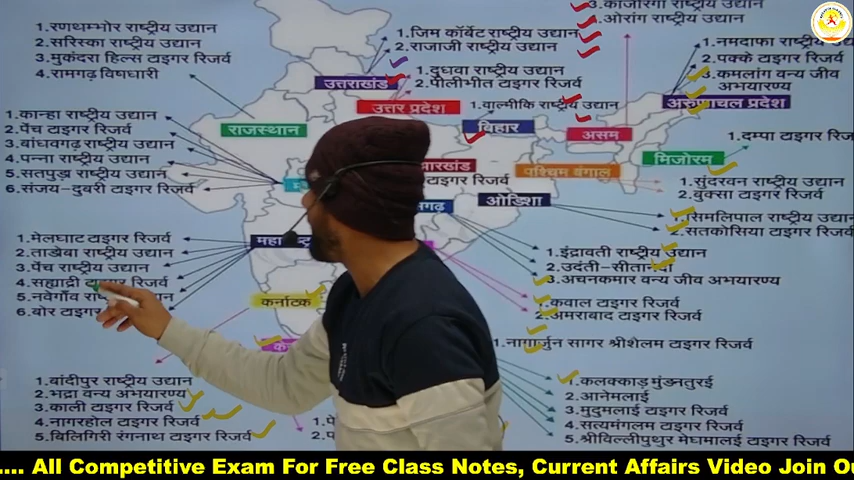 1.रणथम्भोर राष्ट्रीय उद्यान
2.सरिस्का राष्ट्रीय उद्यान
3.मुकंदरा हिल्स टाइगर रिजर्व
4.रामगढ़ विषधारी
1.जिम कॉर्बेट राष्ट्रीय उद्यान
2.राजाजी राष्ट्रीय उद्यान
3.काजीरंगा राष्ट्रीय उद्यान
4.ओरांग राष्ट्रीय उद्यान
1.दुधवा राष्ट्रीय उद्यान
2.पीलीभीत टाइगर रिजर्व
1.नमदाफा राष्ट्रीय
2.पक्के टाइगर रिजर्व
3.कमलांग वन्य जीव
अभयारण्य
उत्तराखंड
उत्तर प्रदेश
1.वाल्मीकि राष्ट्रीय उद्यान
अरुणाचल प्रदेश
1.कान्हा राष्ट्रीय उद्यान
2.पेंच टाइगर रिजर्व
3.बांधवगढ़ राष्ट्रीय उद्यान
4.पन्ना राष्ट्रीय उद्यान
5.सतपुड़ा राष्ट्रीय उद्यान
6.संजय-दुबरी टाइगर रिजर्व
राजस्थान
बिहार
असम
1.दम्पा टाइगर
मिजोरम
पश्चिम बंगाल
टाइगर रिजर्व
1.सुंदरवन राष्ट्रीय उद्यान
2.बुक्सा टाइगर रिजर्व
ओडिशा
1.सिमलिपाल राष्ट्रीय
2.सतकोसिया टाइगर
1.मेलघाट टाइगर रिजर्व
2.ताडोबा राष्ट्रीय उद्यान
3.पेंच राष्ट्रीय उद्यान
4.सह्याद्री टाइगर रिजर्व
5.नवेगाँव
6.बोर टाइगर
1.इंद्रावती राष्ट्रीय उद्यान
2.उदंती-सीतानदी
3.अचनकमार वन्य जीव अभयारण्य
कर्नाटक
1.कवाल टाइगर रिजर्व
2.अमराबाद टाइगर रिजर्व
1.नागार्जुन सागर श्रीशैलम टाइगर रिजर्व
1.बांदीपुर राष्ट्रीय उद्यान
2.भद्रा वन्य अभयारण्य
3.काली टाइगर रिजर्व
4.नागरहोल टाइगर रिजर्व
5.बिलिगिरी रंगनाथ टाइगर रिजर्व
1.कलक्काड़ मुंडनतुरई
2.आनेमालाई
3.मुदुमलाई टाइगर रिजर्व
4.सत्यमंगलम टाइगर रिजर्व
5.श्रीविल्लीपुथुर मेघमालाई टाइगर रिजर्व
.... All Competitive Exam For Free Class Notes, Current Affairs Video Join